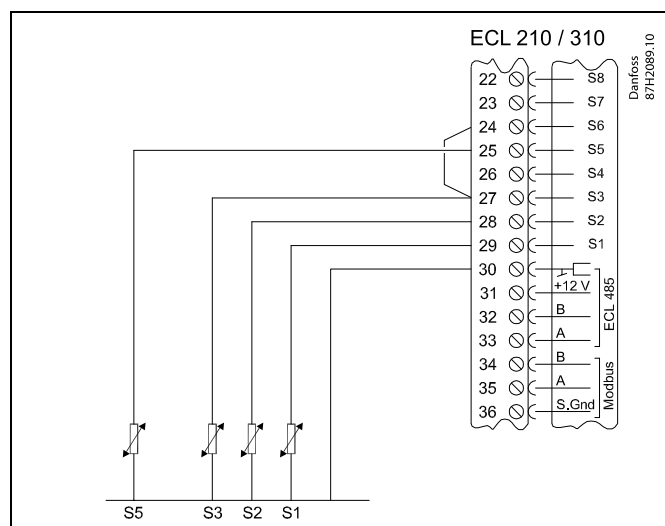 ECL 210 / 310
Danfoss
87H2089.10
22 S8
23 S7
24 S6
25 S5
26 S4
27 S3
28 S2
29 S1
30
31 +12 V
32 B
33 A
ECL 485
34 B
35 A
36 S.Gnd
Modbus
S5 S3 S2 S1